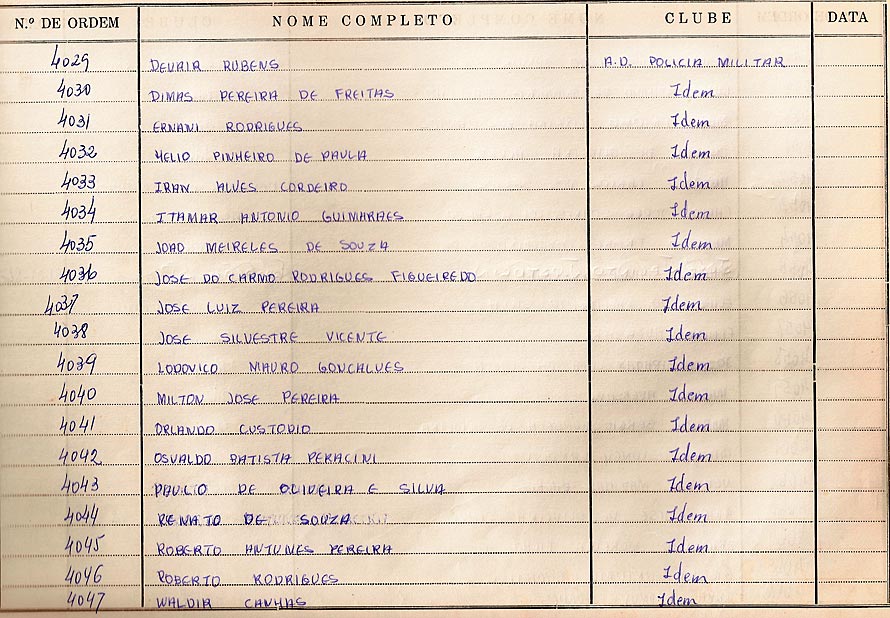 N.º DE ORDEM NOME COMPLETO CLUBE DATA
4029 DEVAIR RUBENS A.D. POLICIA MILITAR
4030 DIMAS PEREIRA DE FREITAS Idem
4031 ERNANI RODRIGUES Idem
4032 HELIO PINHEIRO DE PAULA Idem
4033 IRAN ALVES CORDEIRO Idem
4034 ITAMAR ANTONIO GUIMARAES Idem
4035 JOAO MEIRELES DE SOUZA Idem
4036 JOSE DO CARMO RODRIGUES FIGUEIREDO Idem
4037 JOSE LUIZ PEREIRA Idem
4038 JOSE SILVESTRE VICENTE Idem
4039 LODOVICO MAURO GONCALVES Idem
4040 MILTON JOSE PEREIRA Idem
4041 ORLANDO CUSTODIO Idem
4042 OSVALDO BATISTA PERACINI Idem
4043 PAULO DE OLIVEIRA E SILVA Idem
4044 RENATO DE SOUZA Idem
4045 ROBERTO ANTUNES PEREIRA Idem
4046 ROBERTO RODRIGUES Idem
4047 WALDIR CANHAS Idem